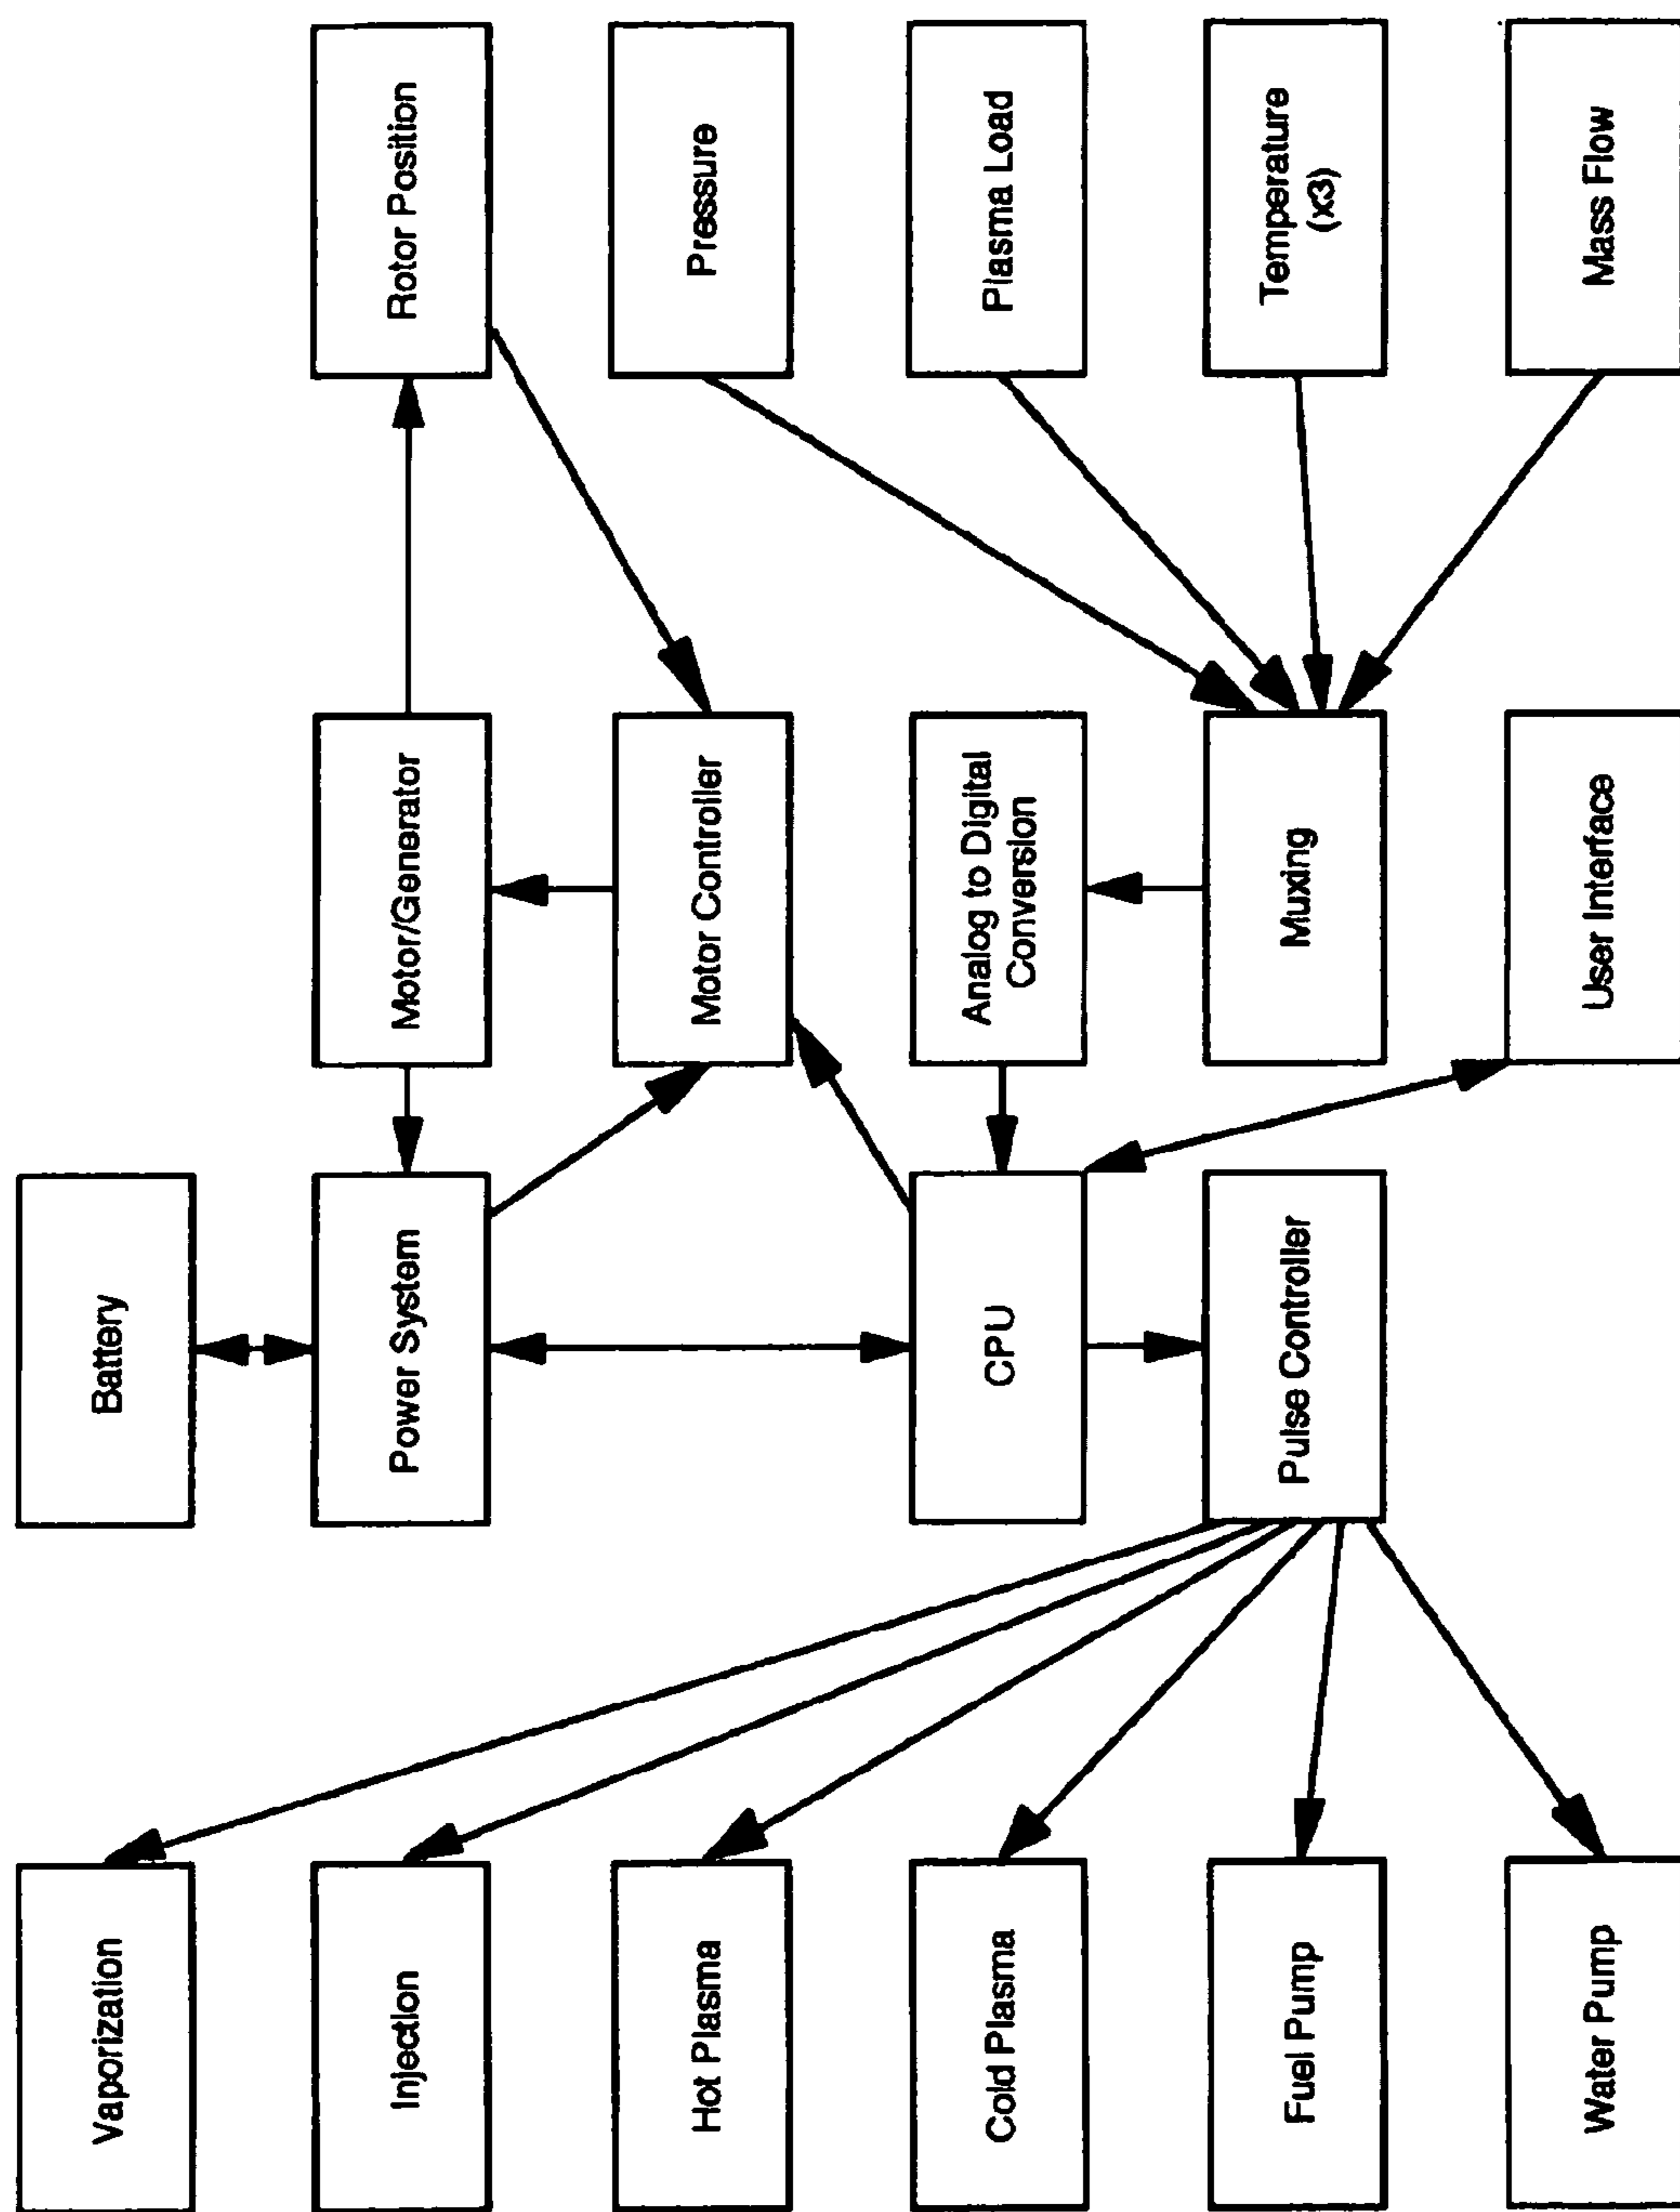 Vaporization
Injection
Hot Plasma
Cold Plasma
Fuel Pump
Water Pump
Battery
Power System
CPU
Pulse Controller
Motor/Generator
Motor Controller
Analog to Digital
Conversion
Muxing
User Interface
Rotor Position
Pressure
Plasma Load
Temperature
(x3)
Mass Flow